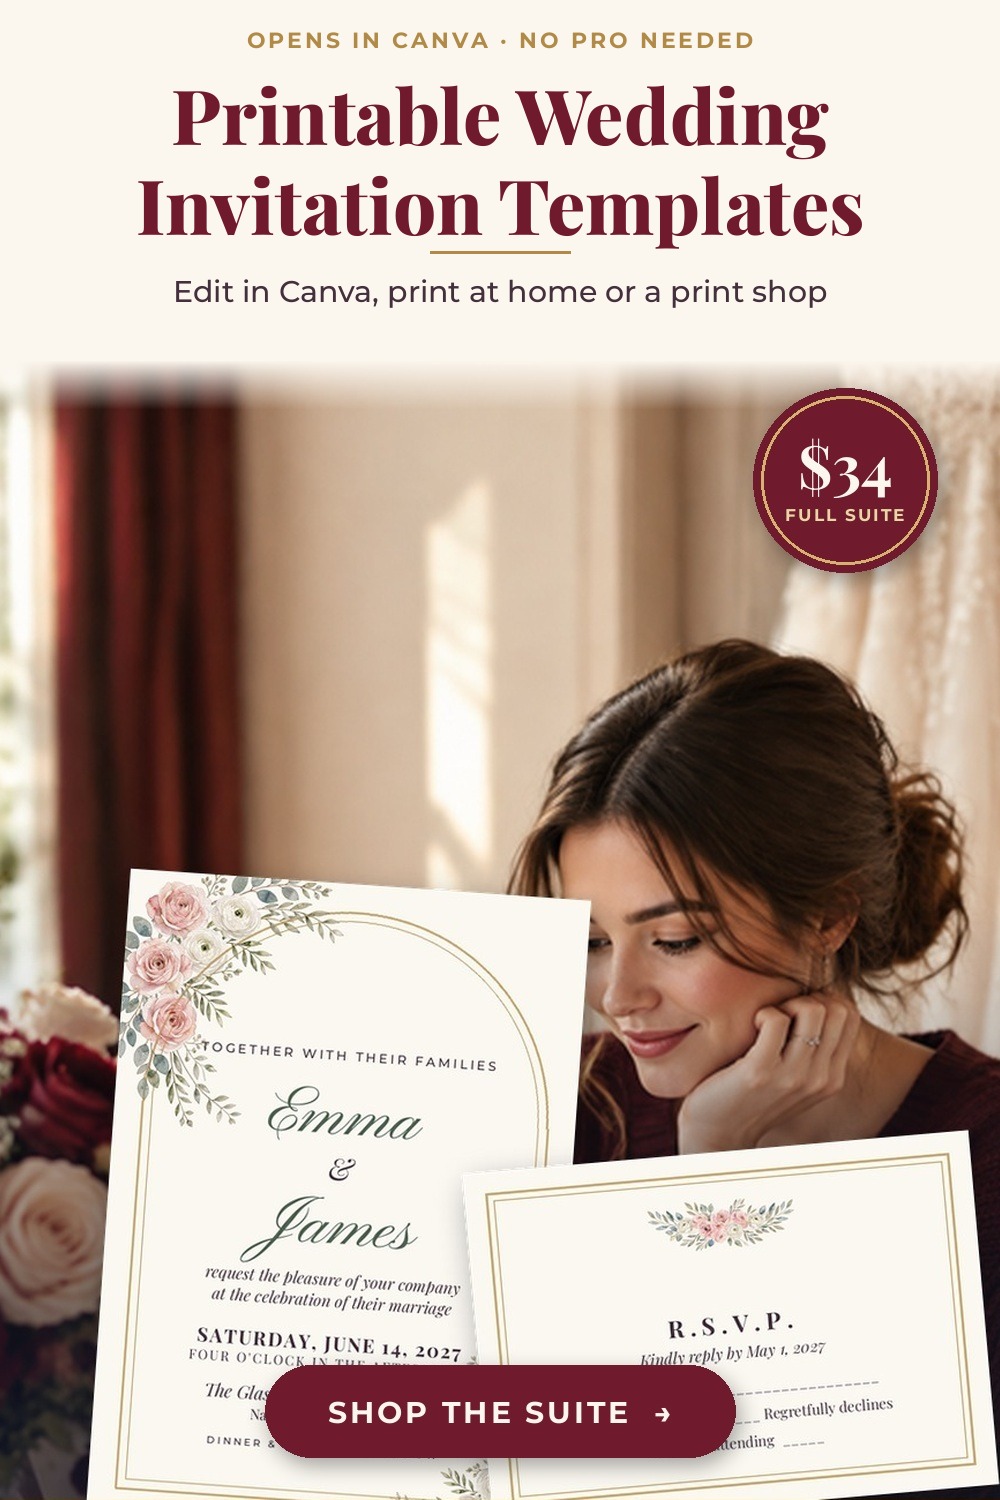 OPENS IN CANVA · NO PRO NEEDED
Printable Wedding
Invitation Templates
Edit in Canva, print at home or a print shop
$34
FULL SUITE
TOGETHER WITH THEIR FAMILIES
Emma
&
James
request the pleasure of your company
at the celebration of their marriage
SATURDAY, JUNE 14, 2027
FOUR O'CLOCK IN THE
The
DINNER &
R.S.V.P.
Kindly reply by May 1, 2027
Regretfully declines
SHOP THE SUITE →